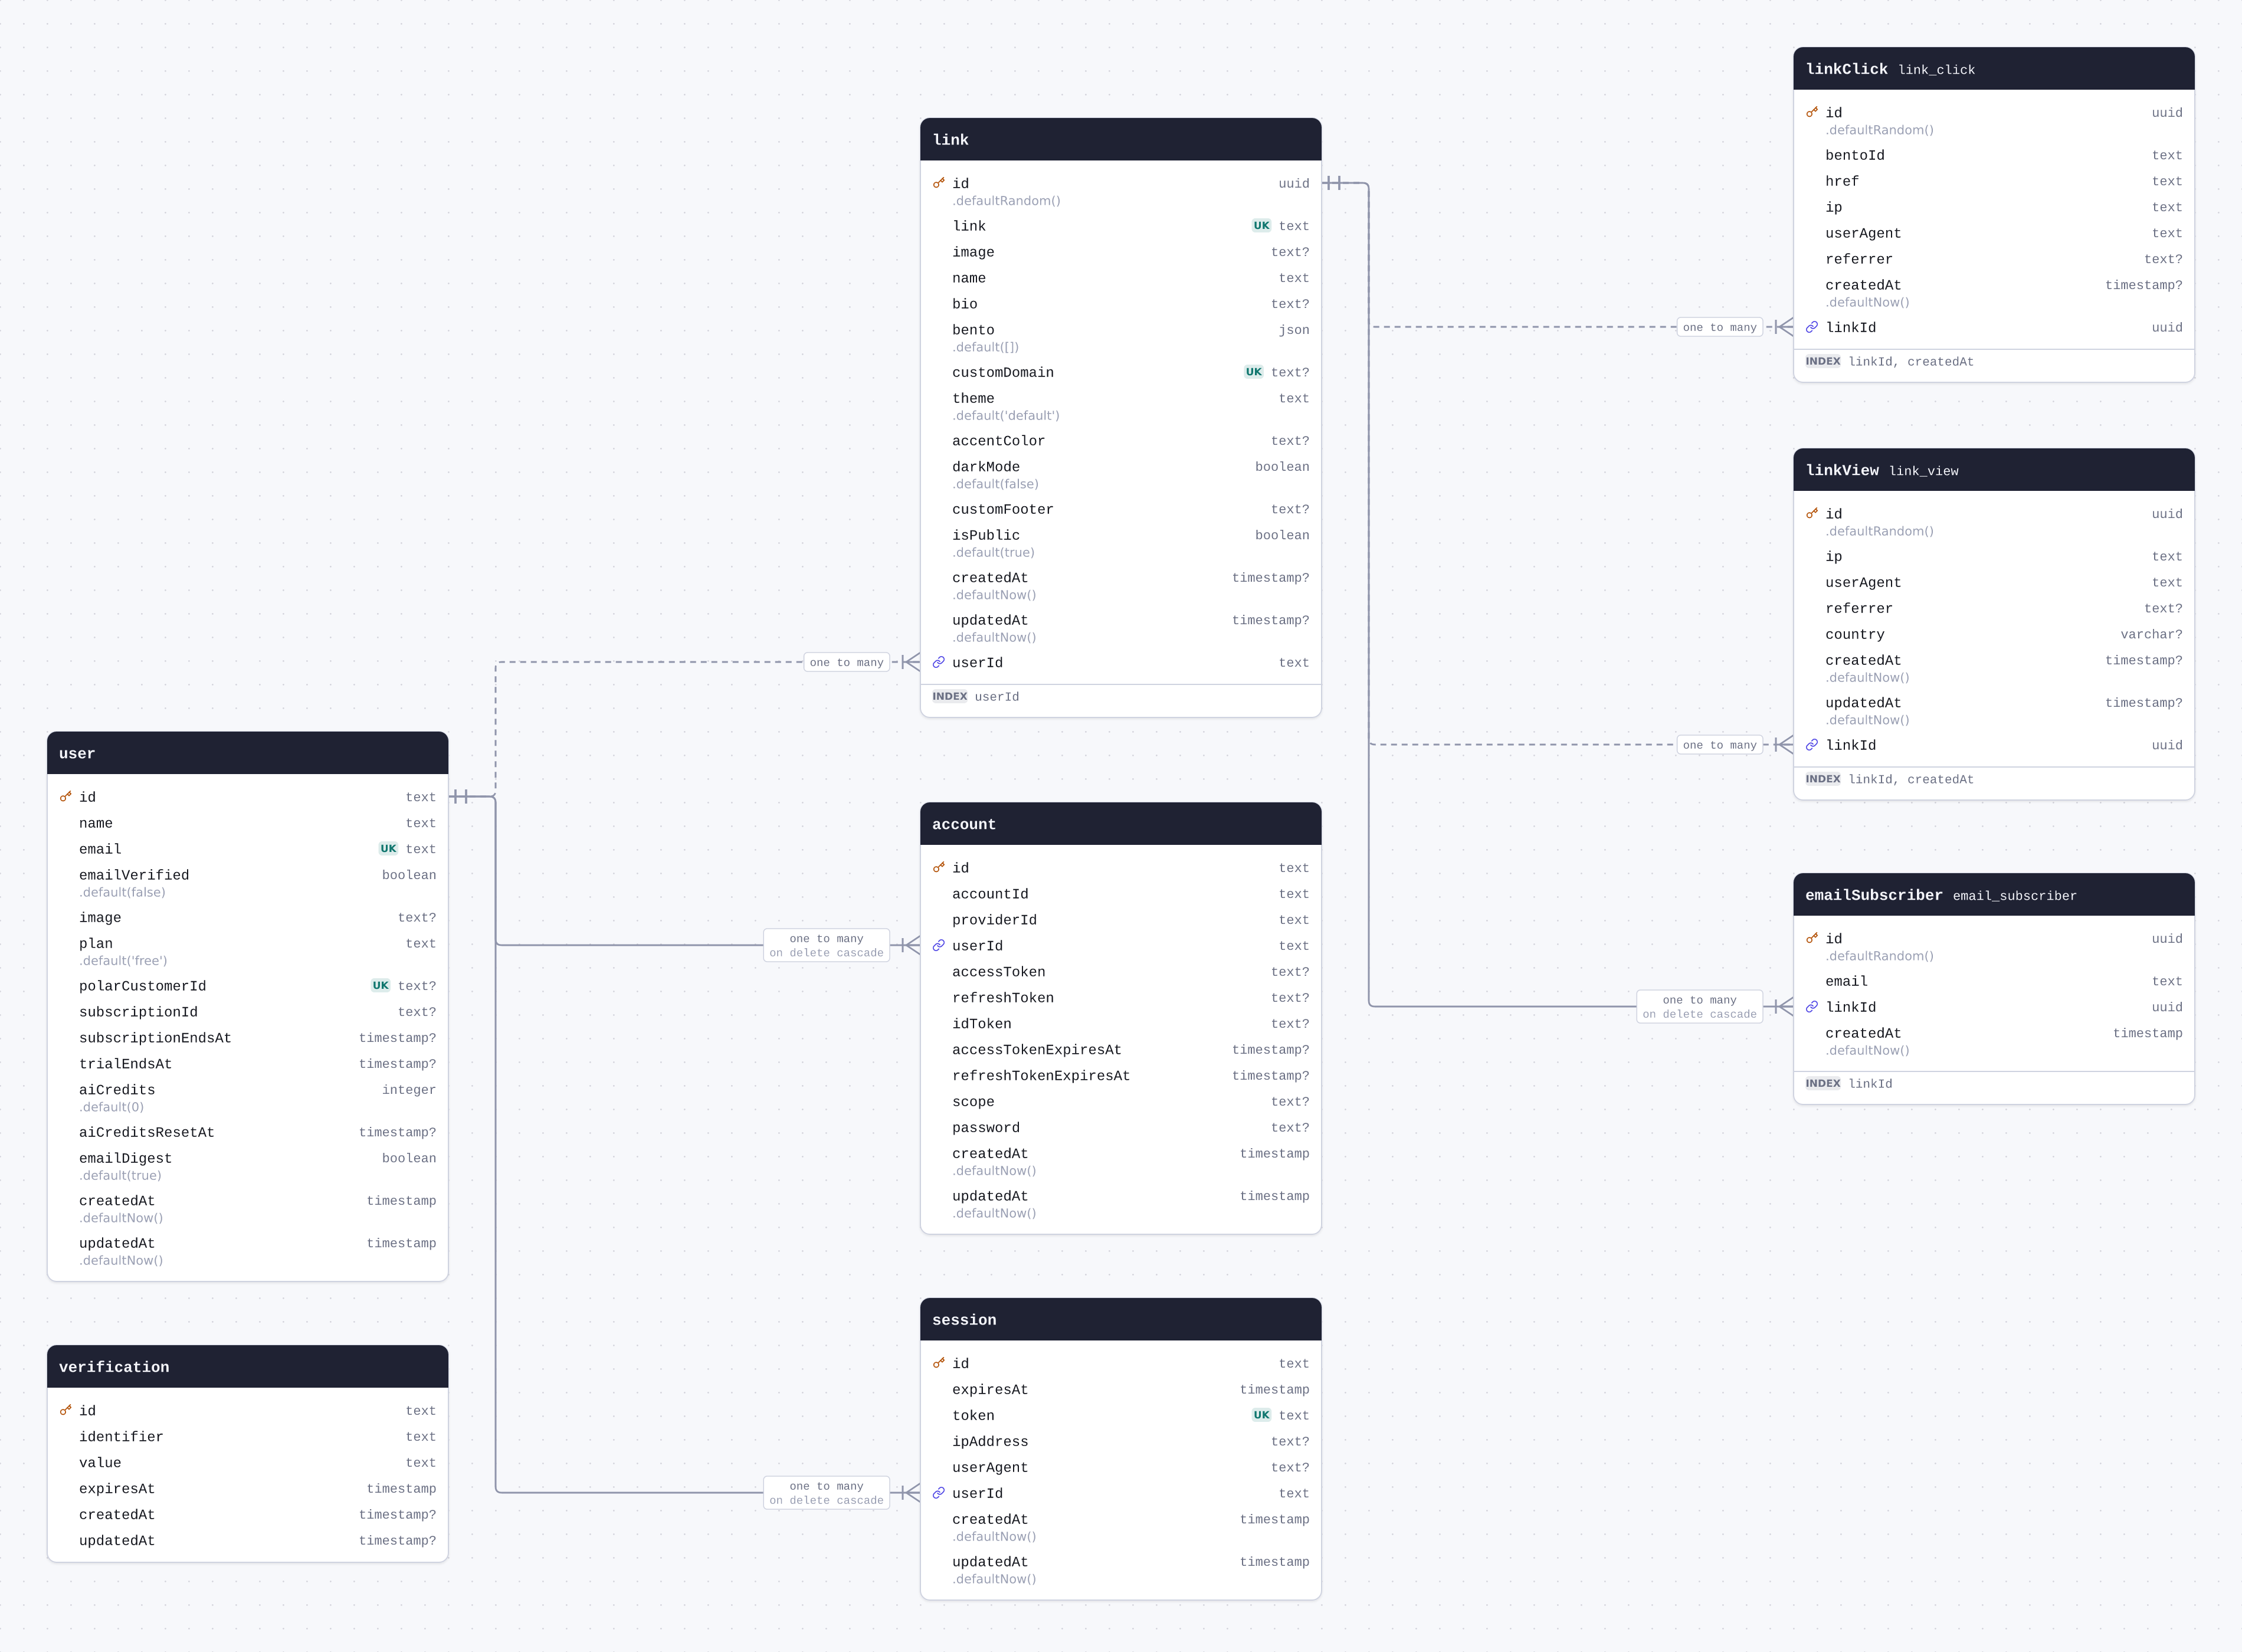 linkClick link_click
id uuid
.defaultRandom()
bentoId text
href text
ip text
userAgent text
referrer text?
createdAt timestamp?
.defaultNow()
linkId uuid
INDEX linkId, createdAt
link
id uuid
.defaultRandom()
link UK text
image text?
name text
bio text?
bento json
.default([])
customDomain UK text?
theme text
.default('default')
accentColor text?
darkMode boolean
.default(false)
customFooter text?
isPublic boolean
.default(true)
createdAt timestamp?
.defaultNow()
updatedAt timestamp?
.defaultNow()
userId text
INDEX userId
one to many
one to many
one to many
linkView link_view
id uuid
.defaultRandom()
ip text
userAgent text
referrer text?
country varchar?
createdAt timestamp?
.defaultNow()
updatedAt timestamp?
.defaultNow()
linkId uuid
INDEX linkId, createdAt
user
id text
name text
email UK text
emailVerified boolean
.default(false)
image text?
plan text
.default('free')
polarCustomerId UK text?
subscriptionId text?
subscriptionEndsAt timestamp?
trialEndsAt timestamp?
aiCredits integer
.default(0)
aiCreditsResetAt timestamp?
emailDigest boolean
.default(true)
createdAt timestamp
.defaultNow()
updatedAt timestamp
.defaultNow()
account
id text
accountId text
providerId text
userId text
accessToken text?
refreshToken text?
idToken text?
accessTokenExpiresAt timestamp?
refreshTokenExpiresAt timestamp?
scope text?
password text?
createdAt timestamp
.defaultNow()
updatedAt timestamp
.defaultNow()
one to many
on delete cascade
emailSubscriber email_subscriber
id uuid
.defaultRandom()
email text
linkId uuid
createdAt timestamp
.defaultNow()
INDEX linkId
one to many
on delete cascade
verification
id text
identifier text
value text
expiresAt timestamp
createdAt timestamp?
updatedAt timestamp?
session
id text
expiresAt timestamp
token UK text
ipAddress text?
userAgent text?
userId text
createdAt timestamp
.defaultNow()
updatedAt timestamp
.defaultNow()
one to many
on delete cascade